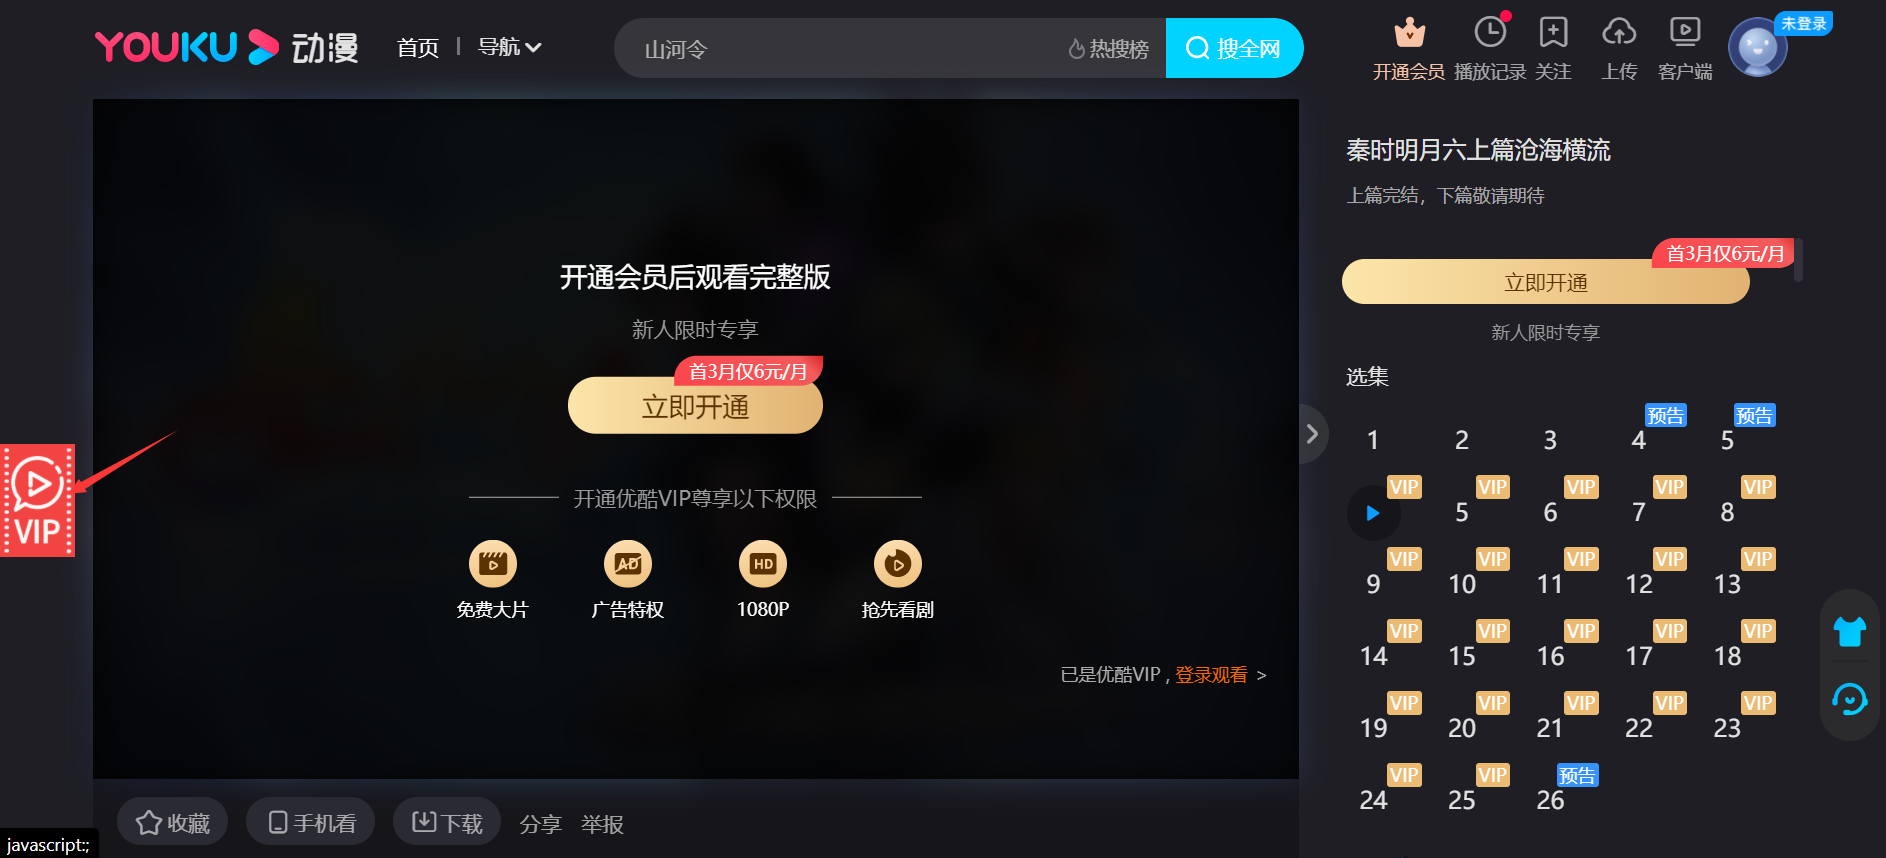 YOUKU 动漫
首页 | 导航
山河令
热搜榜
搜全网
开通会员
播放记录
关注
上传
客户端
未登录
开通会员后观看完整版
新人限时专享
首3月仅6元/月
立即开通
开通优酷VIP尊享以下权限
AD
HD
免费大片
广告特权
1080P
抢先看剧
已是优酷VIP , 登录观看 >
VIP
收藏
手机看
下载
分享
举报
javascript:;
秦时明月六上篇沧海横流
上篇完结，下篇敬请期待
首3月仅6元/月
立即开通
新人限时专享
选集
预告 预告
1 2 3 4 5
VIP VIP VIP VIP VIP
5 6 7 8
VIP VIP VIP VIP VIP
9 10 11 12 13
VIP VIP VIP VIP VIP
14 15 16 17 18
VIP VIP VIP VIP VIP
19 20 21 22 23
VIP VIP 预告
24 25 26